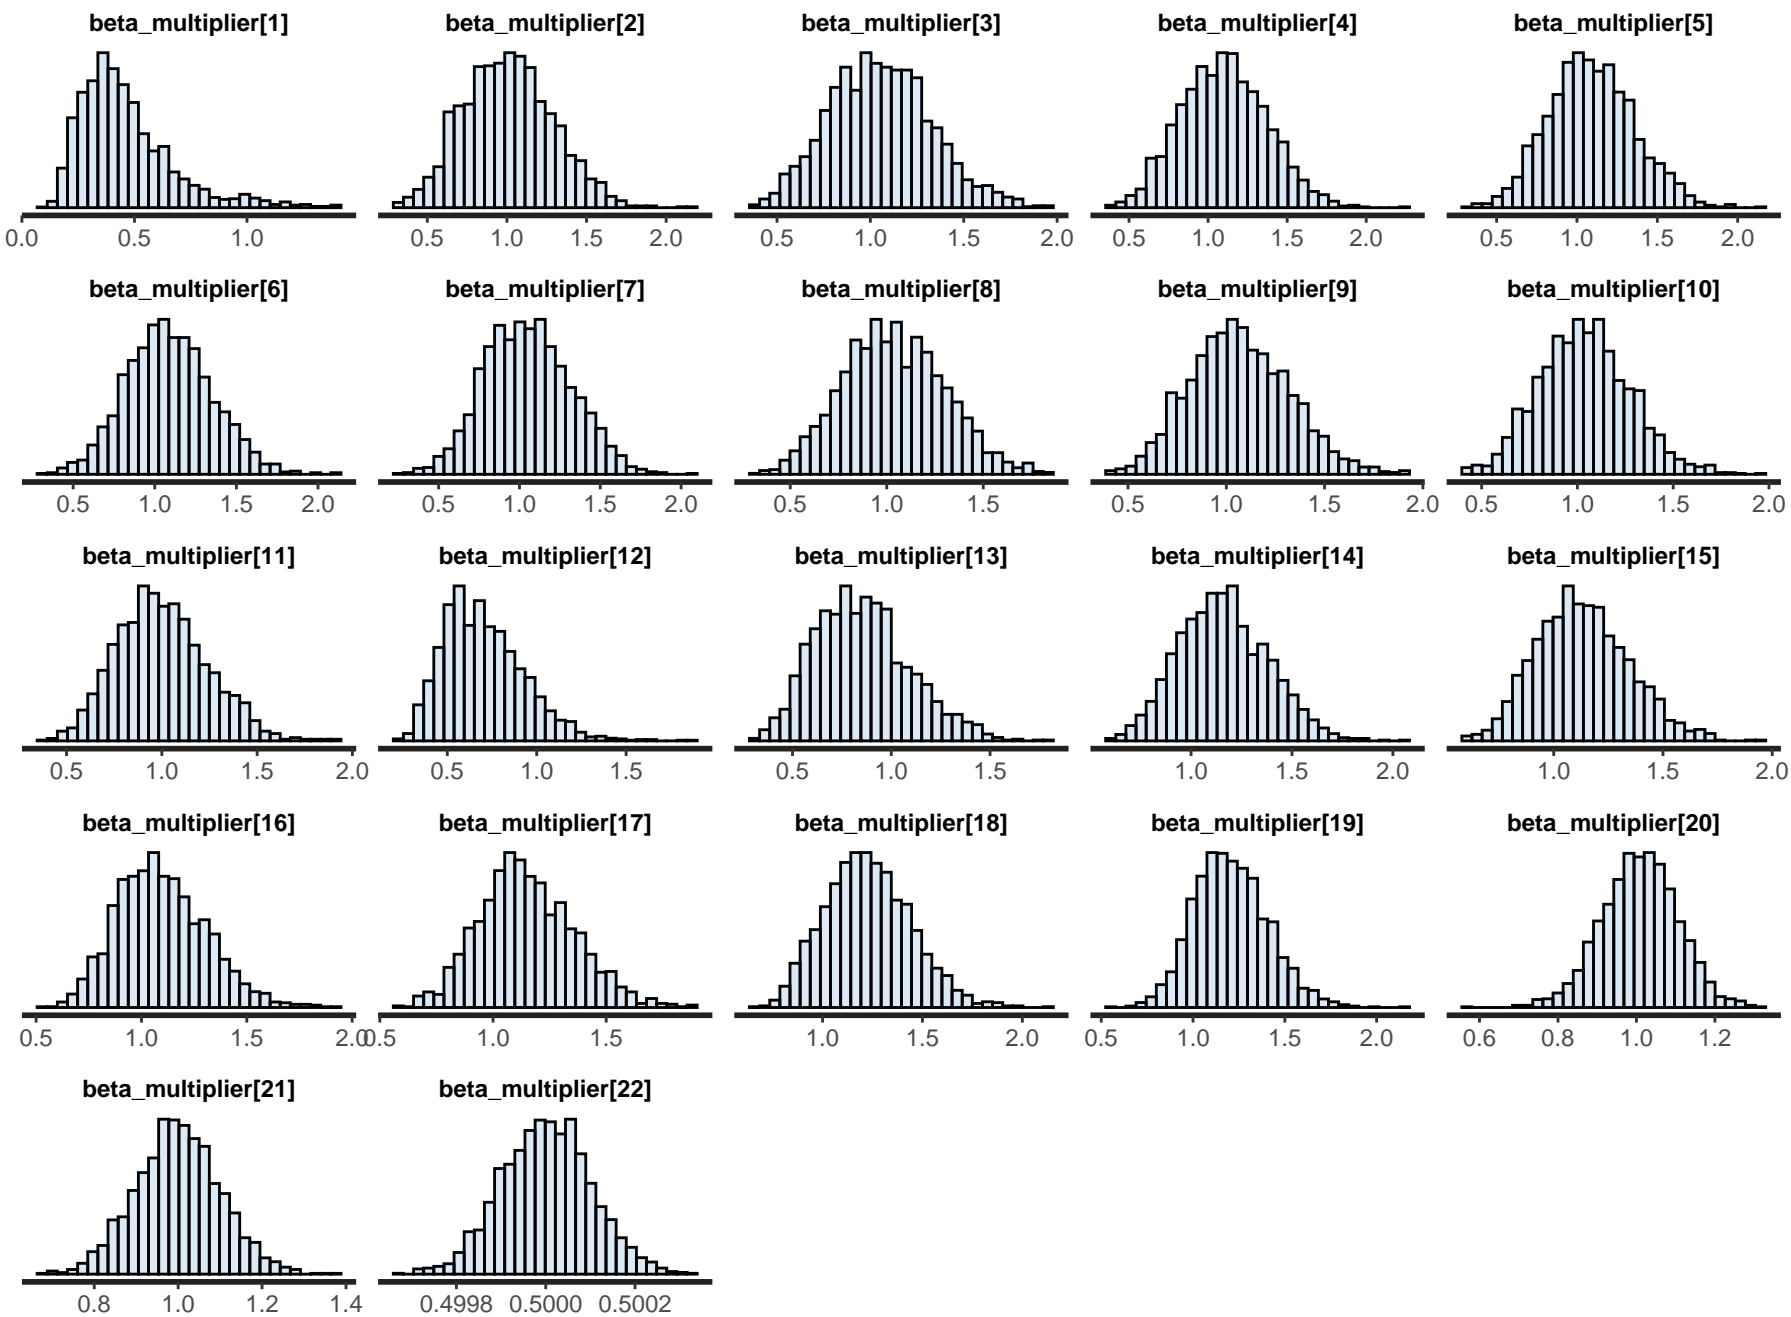 beta_multiplier[1] beta_multiplier[2] beta_multiplier[3] beta_multiplier[4] beta_multiplier[5]
0.0 0.5 1.0 0.5 1.0 1.5 2.0 0.5 1.0 1.5 2.0 0.5 1.0 1.5 2.0 0.5 1.0 1.5 2.0
beta_multiplier[6] beta_multiplier[7] beta_multiplier[8] beta_multiplier[9] beta_multiplier[10]
0.5 1.0 1.5 2.0 0.5 1.0 1.5 2.0 0.5 1.0 1.5 0.5 1.0 1.5 2.0 0.5 1.0 1.5 2.0
beta_multiplier[11] beta_multiplier[12] beta_multiplier[13] beta_multiplier[14] beta_multiplier[15]
0.5 1.0 1.5 2.0 0.5 1.0 1.5 0.5 1.0 1.5 1.0 1.5 2.0 1.0 1.5 2.0
beta_multiplier[16] beta_multiplier[17] beta_multiplier[18] beta_multiplier[19] beta_multiplier[20]
0.5 1.0 1.5 2.0 0.5 1.0 1.5 1.0 1.5 2.0 0.5 1.0 1.5 2.0 0.6 0.8 1.0 1.2
beta_multiplier[21] beta_multiplier[22]
0.8 1.0 1.2 1.4 0.4998 0.5000 0.5002